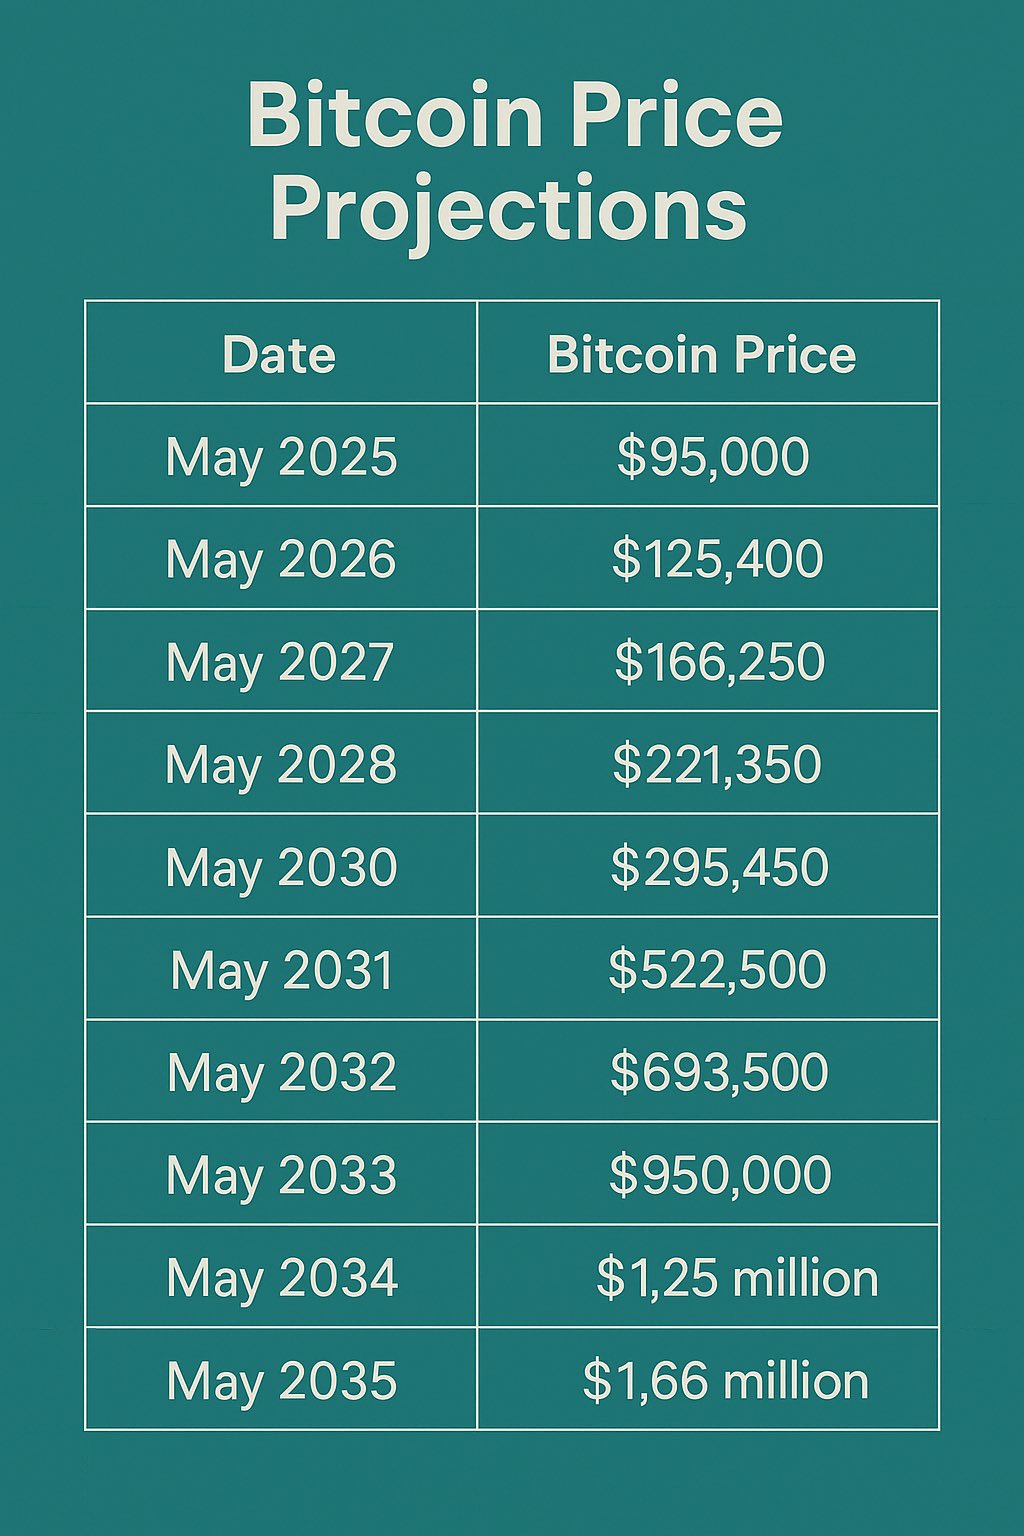 Bitcoin Price
Projections
Date Bitcoin Price
May 2025 $95,000
May 2026 $125,400
May 2027 $166,250
May 2028 $221,350
May 2030 $295,450
May 2031 $522,500
May 2032 $693,500
May 2033 $950,000
May 2034 $1,25 million
May 2035 $1,66 million